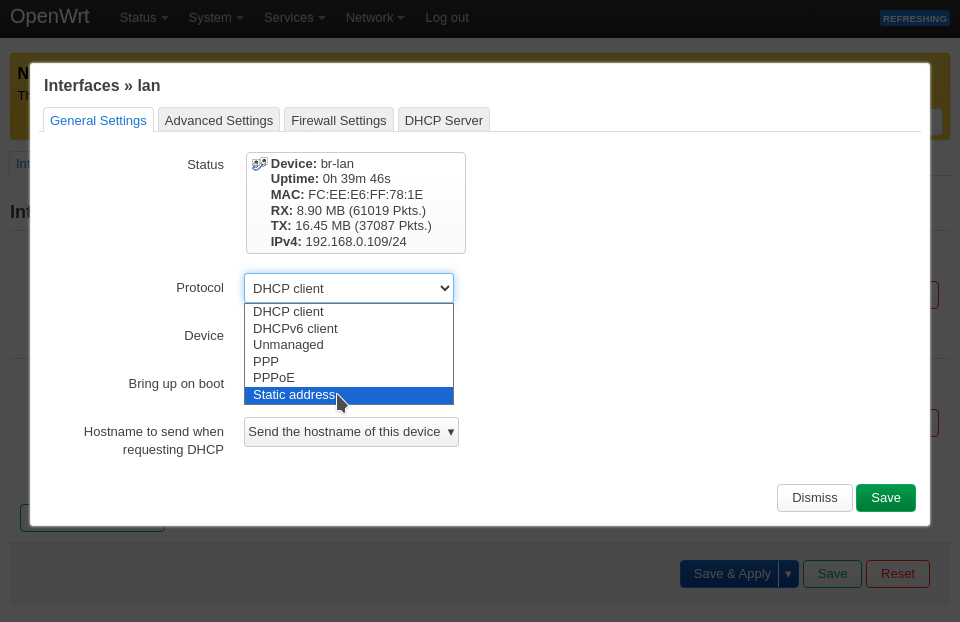 OpenWrt Status System Services Network Log out REFRESHING
Interfaces » lan
General Settings Advanced Settings Firewall Settings DHCP Server
Status
Device: br-lan
Uptime: 0h 39m 46s
MAC: FC:EE:E6:FF:78:1E
RX: 8.90 MB (61019 Pkts.)
TX: 16.45 MB (37087 Pkts.)
IPv4: 192.168.0.109/24
Protocol DHCP client
DHCP client
DHCPv6 client
Device
Unmanaged
PPP
PPPoE
Bring up on boot
Static address
Hostname to send when
requesting DHCP
Send the hostname of this device ▾
Dismiss Save
Save & Apply ▾ Save Reset